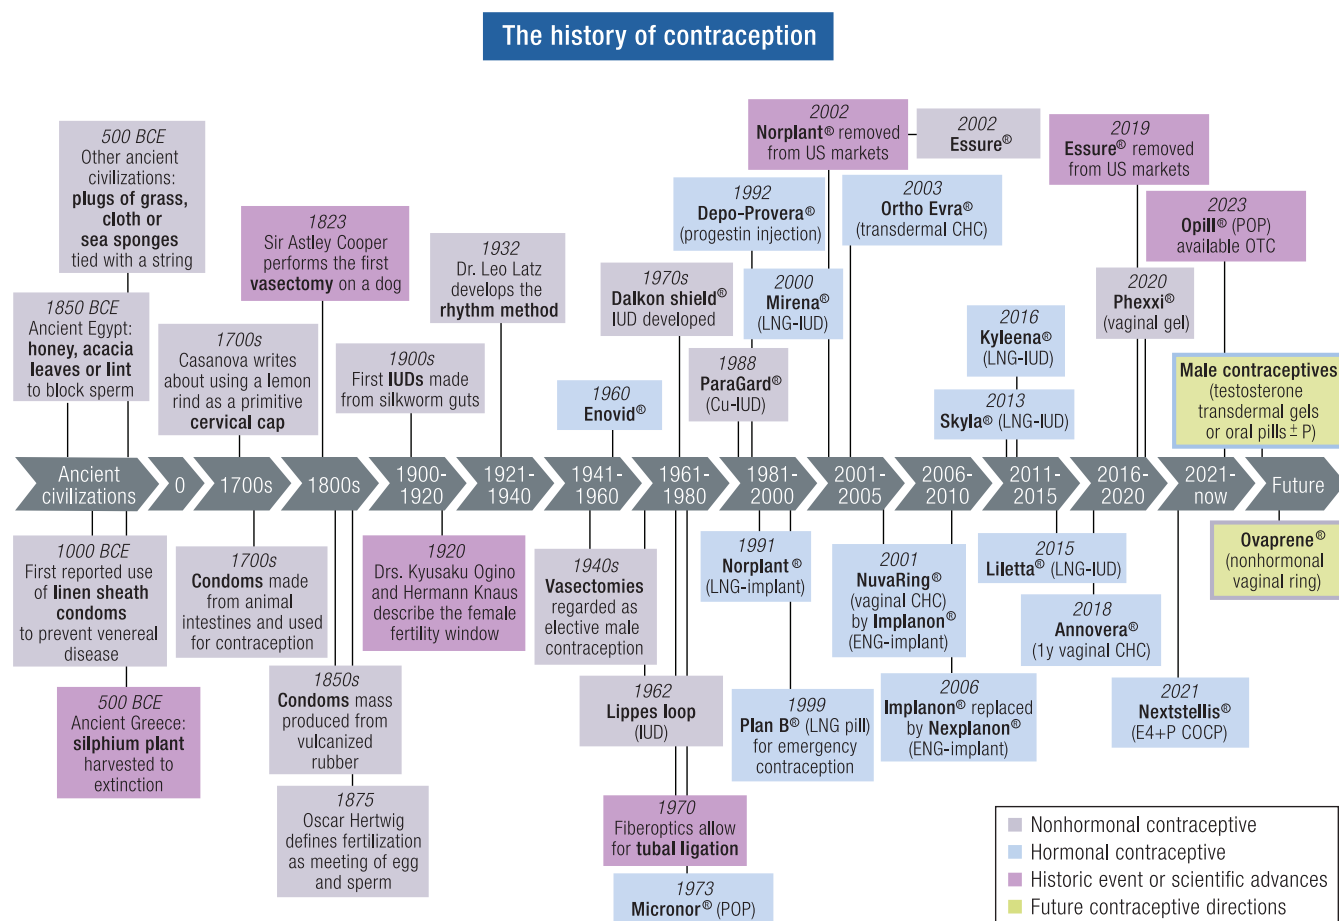 The history of contraception
500 BCE
Other ancient
civilizations:
plugs of grass,
cloth or
sea sponges
tied with a string
1850 BCE
Ancient Egypt:
honey, acacia
leaves or lint
to block sperm
1700s
Casanova writes
about using a lemon
rind as a primitive
cervical cap
1823
Sir Astley Cooper
performs the first
vasectomy on a dog
1900s
First IUDs made
from silkworm guts
1932
Dr. Leo Latz
develops the
rhythm method
1960
Enovid®
1970s
Dalkon shield®
IUD developed
1988
ParaGard®
(Cu-IUD)
1992
Depo-Provera®
(progestin injection)
2000
Mirena®
(LNG-IUD)
2002
Norplant® removed
from US markets
2002
Essure®
2003
Ortho Evra®
(transdermal CHC)
2013
Skyla® (LNG-IUD)
2016
Kyleena®
(LNG-IUD)
2019
Essure® removed
from US markets
2020
Phexxi®
(vaginal gel)
2023
Opill® (POP)
available OTC
Male contraceptives
(testosterone
transdermal gels
or oral pills ± P)
Ancient
civilizations
0
1700s
1800s
1900-
1920
1921-
1940
1941-
1960
1961-
1980
1981-
2000
2001-
2005
2006-
2010
2011-
2015
2016-
2020
2021-
now
Future
1000 BCE
First reported use
of linen sheath
condoms
to prevent venereal
disease
500 BCE
Ancient Greece:
silphium plant
harvested to
extinction
1700s
Condoms made
from animal
intestines and used
for contraception
1850s
Condoms mass
produced from
vulcanized
rubber
1875
Oscar Hertwig
defines fertilization
as meeting of egg
and sperm
1920
Drs. Kyusaku Ogino
and Hermann Knaus
describe the female
fertility window
1940s
Vasectomies
regarded as
elective male
contraception
1962
Lippes loop
(IUD)
1970
Fiberoptics allow
for tubal ligation
1973
Micronor® (POP)
1991
Norplant®
(LNG-implant)
1999
Plan B® (LNG pill)
for emergency
contraception
2001
NuvaRing®
(vaginal CHC)
by Implanon®
(ENG-implant)
2006
Implanon® replaced
by Nexplanon®
(ENG-implant)
2015
Liletta® (LNG-IUD)
2018
Annovera®
(1y vaginal CHC)
2021
Nextstellis®
(E4+P COCP)
Ovaprene®
(nonhormonal
vaginal ring)
Nonhormonal contraceptive
Hormonal contraceptive
Historic event or scientific advances
Future contraceptive directions